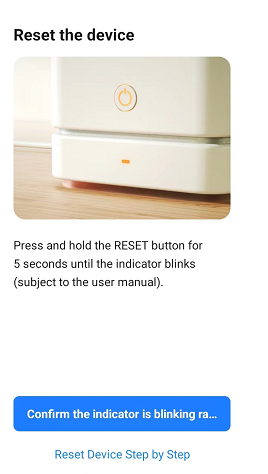 Reset the device
Press and hold the RESET button for
5 seconds until the indicator blinks
(subject to the user manual).
Confirm the indicator is blinking ra...
Reset Device Step by Step